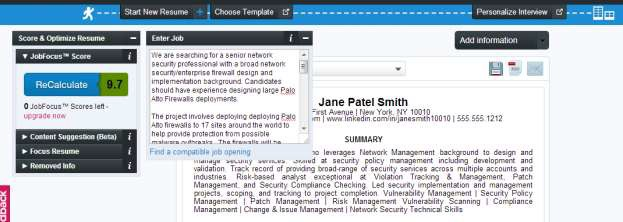 Start New Resume +
Choose Template
Personalize Interview
Score & Optimize Resume
JobFocus™ Score i
ReCalculate 9.7
0 JobFocus™ Scores left -
upgrade now
Content Suggestion (Beta) i
Focus Resume i
Removed Info i
Enter Job i
We are searching for a senior network
security professional with a broad network
security/enterprise firewall design and
implementation background. Candidates
should have experience designing large Palo
Alto Firewalls deployments.
The project involves deploying deploying Palo
Alto firewalls to 17 sites around the world to
help provide protection from possible
malware outbreaks. The firewalls will be
Find a compatible job opening
Add information
Jane Patel Smith
First Avenue | New York, NY 10010
om | www.linkedin.com/in/janesmith10010 | 555.555.1212
SUMMARY
ho leverages Network Management background to design and
manage security services. Skilled at security policy management including development and
validation. Track record of providing broad-range of security services across multiple accounts and
industries. Risk-based analyst exceptional at Violation Tracking & Management, Patch
Management, and Security Compliance Checking. Led security implementation and management
projects, scoping, and tracking to project completion. Vulnerability Management | Security Policy
Management | Patch Management | Risk Management Vulnerability Scanning | Compliance
Management | Change & Issue Management | Network Security Technical Skills
dback